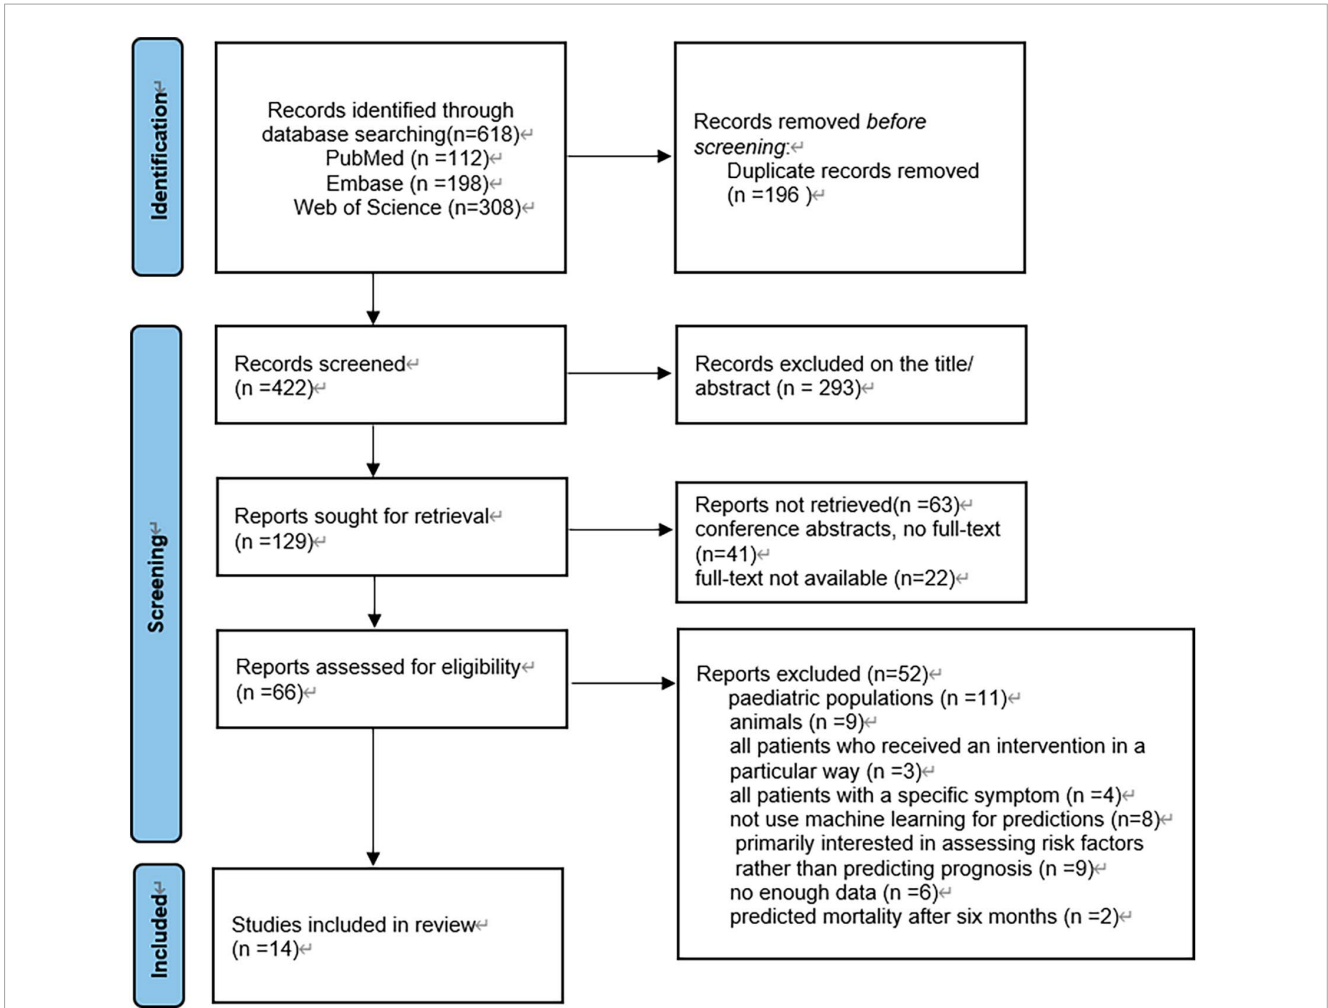 Identification↵
Records identified through
database searching(n=618)↵
PubMed (n =112)↵
Embase (n =198)↵
Web of Science (n=308)↵
Records removed before
screening:↵
Duplicate records removed
(n =196 )↵
Screening↵
Records screened↵
(n =422)↵
Records excluded on the title/
abstract (n = 293)↵
Reports sought for retrieval↵
(n =129)↵
Reports not retrieved(n =63)↵
conference abstracts, no full-text
(n=41)↵
full-text not available (n=22)↵
Reports assessed for eligibility↵
(n =66)↵
Reports excluded (n=52)↵
paediatric populations (n =11)↵
animals (n =9)↵
all patients who received an intervention in a
particular way (n =3)↵
all patients with a specific symptom (n =4)↵
not use machine learning for predictions (n=8)↵
primarily interested in assessing risk factors
rather than predicting prognosis (n =9)↵
no enough data (n =6)↵
predicted mortality after six months (n =2)↵
Included↵
Studies included in review↵
(n =14)↵